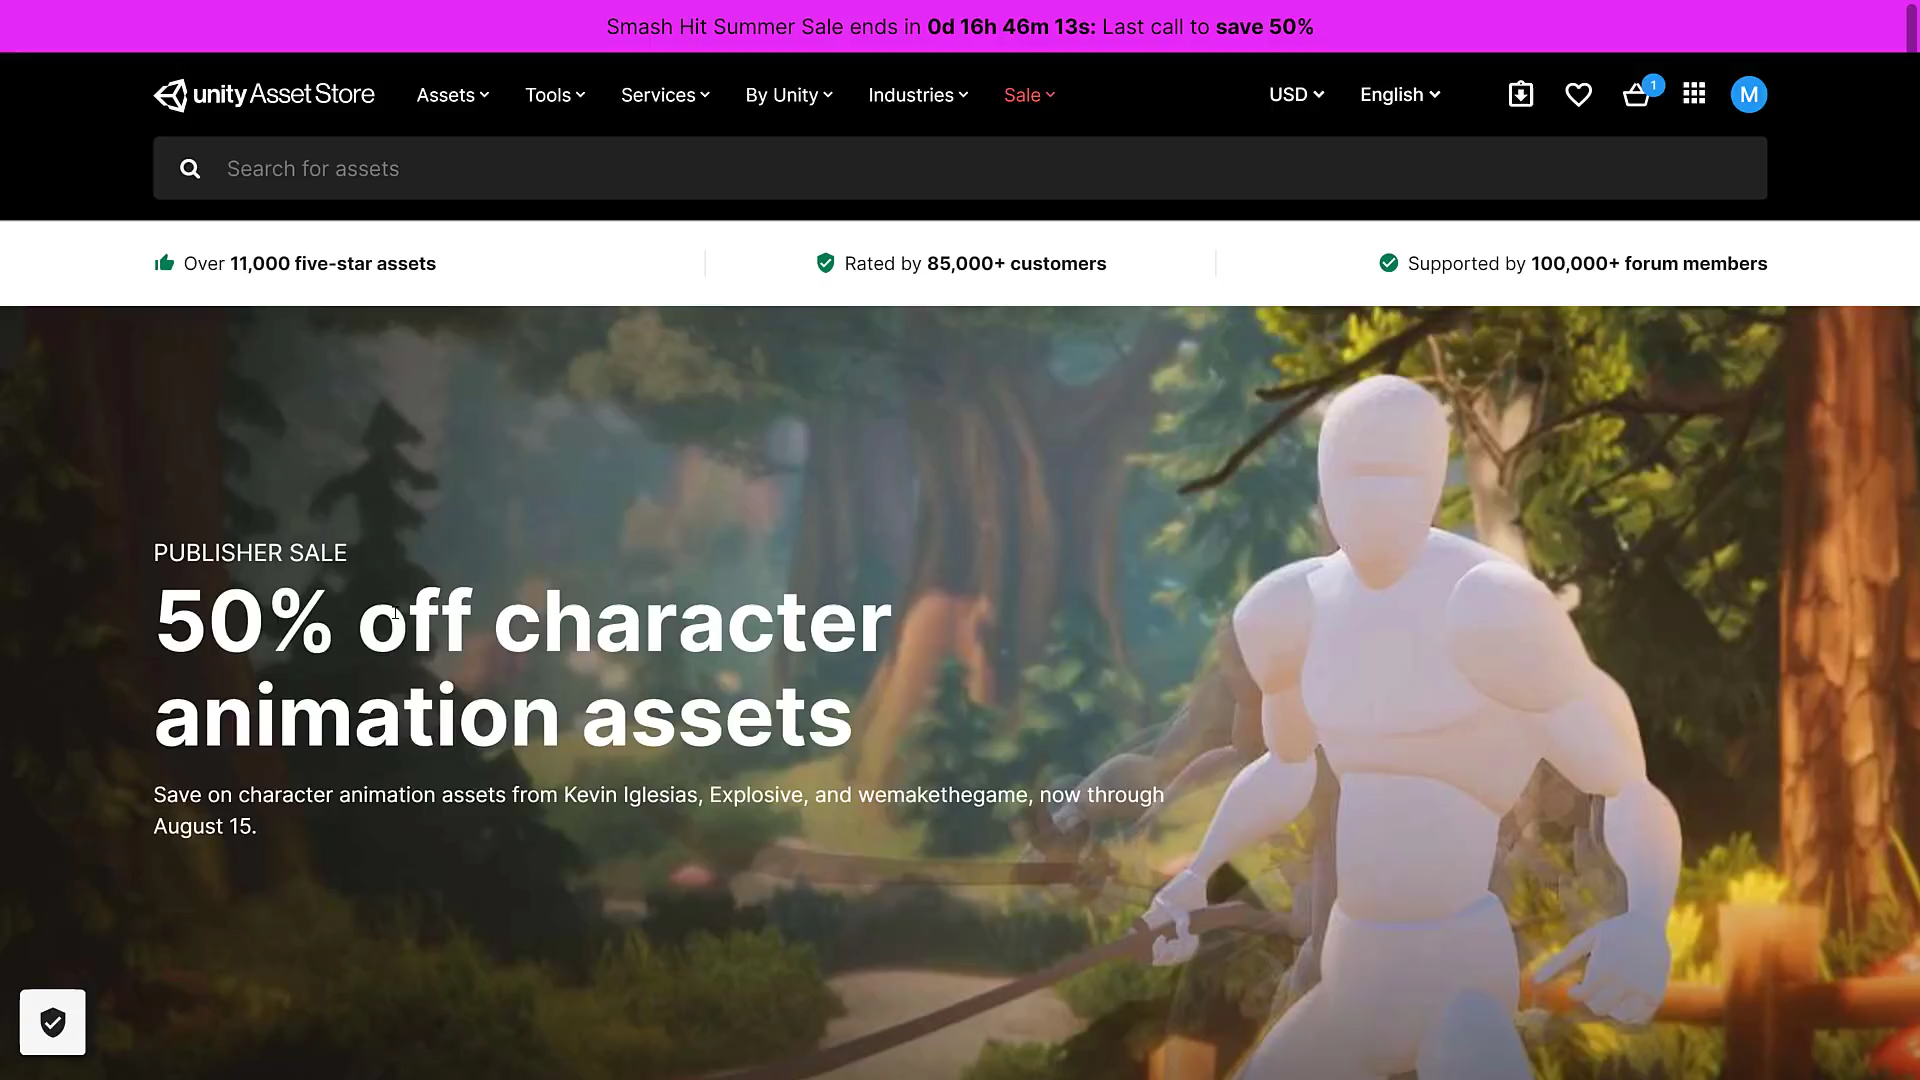 Smash Hit Summer Sale ends in 0d 16h 46m 13s: Last call to save 50%
unity Asset Store Assets Tools Services By Unity Industries Sale USD English 1 M
Search for assets
Over 11,000 five-star assets Rated by 85,000+ customers Supported by 100,000+ forum members
PUBLISHER SALE
50% off character
animation assets
Save on character animation assets from Kevin Iglesias, Explosive, and wemakethegame, now through
August 15.